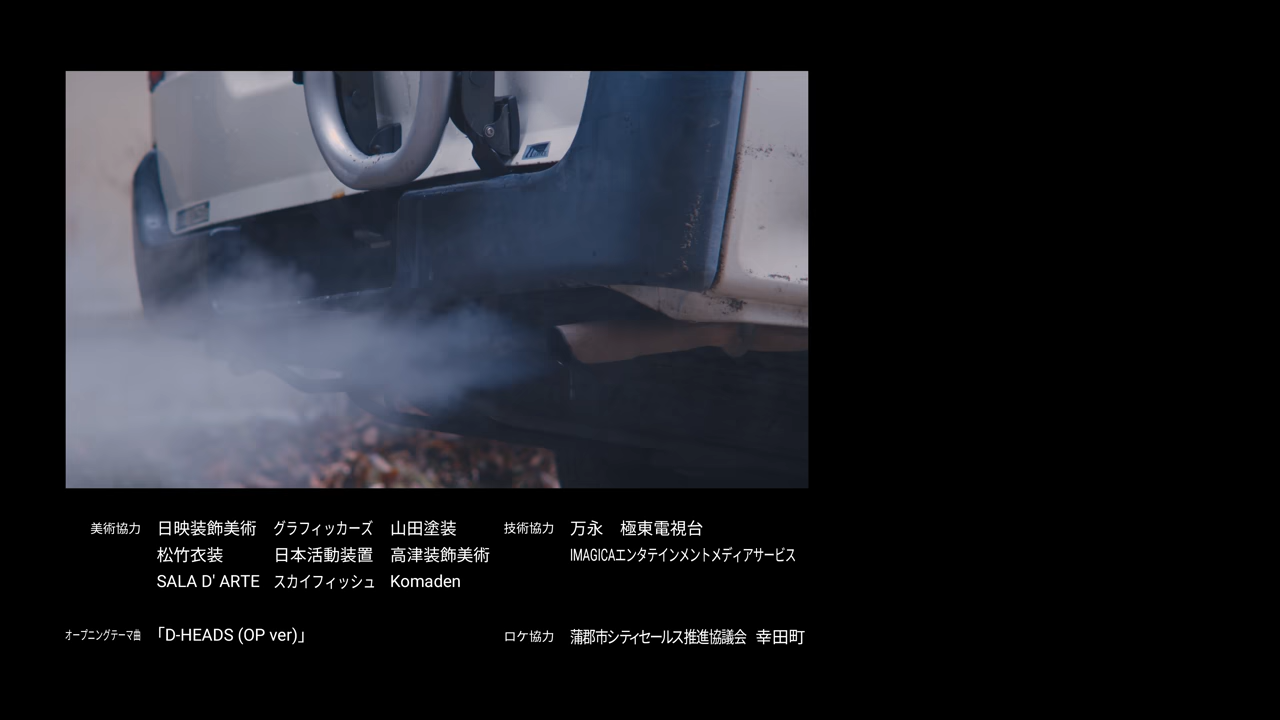 美術協力 日映装飾美術 グラフィッカーズ 山田塗装
松竹衣装 日本活動装置 高津装飾美術
SALA D' ARTE スカイフィッシュ Komaden
技術協力 万永 極東電視台
IMAGICAエンタテインメントメディアサービス
オープニングテーマ曲 「D-HEADS (OP ver)」
ロケ協力 蒲郡市シティセールス推進協議会 幸田町